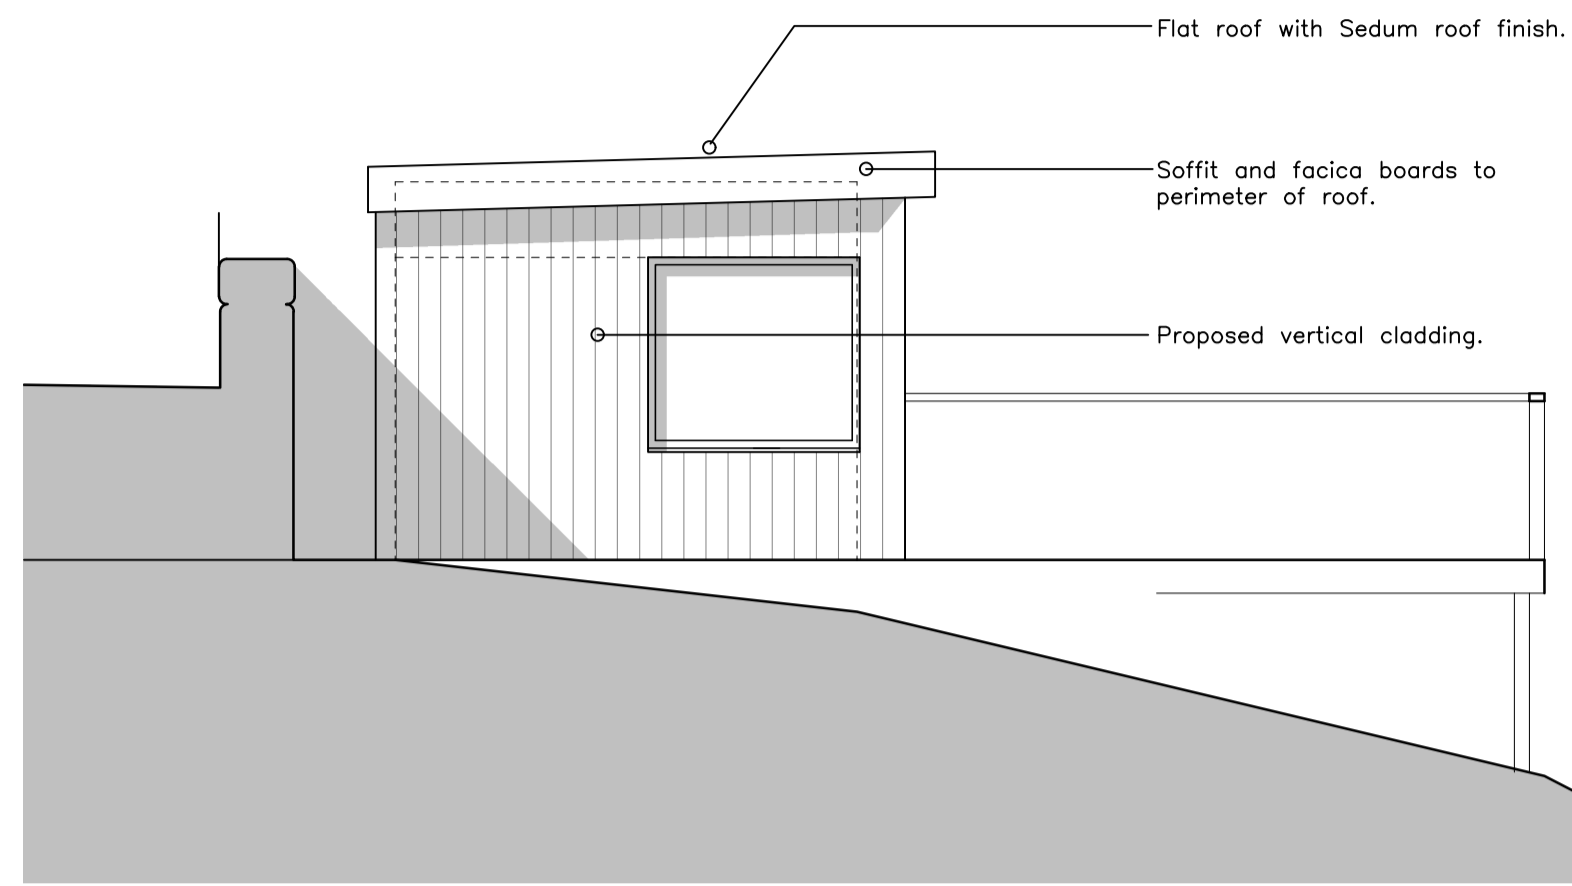 Flat roof with Sedum roof finish.
Soffit and facica boards to
perimeter of roof.
Proposed vertical cladding.